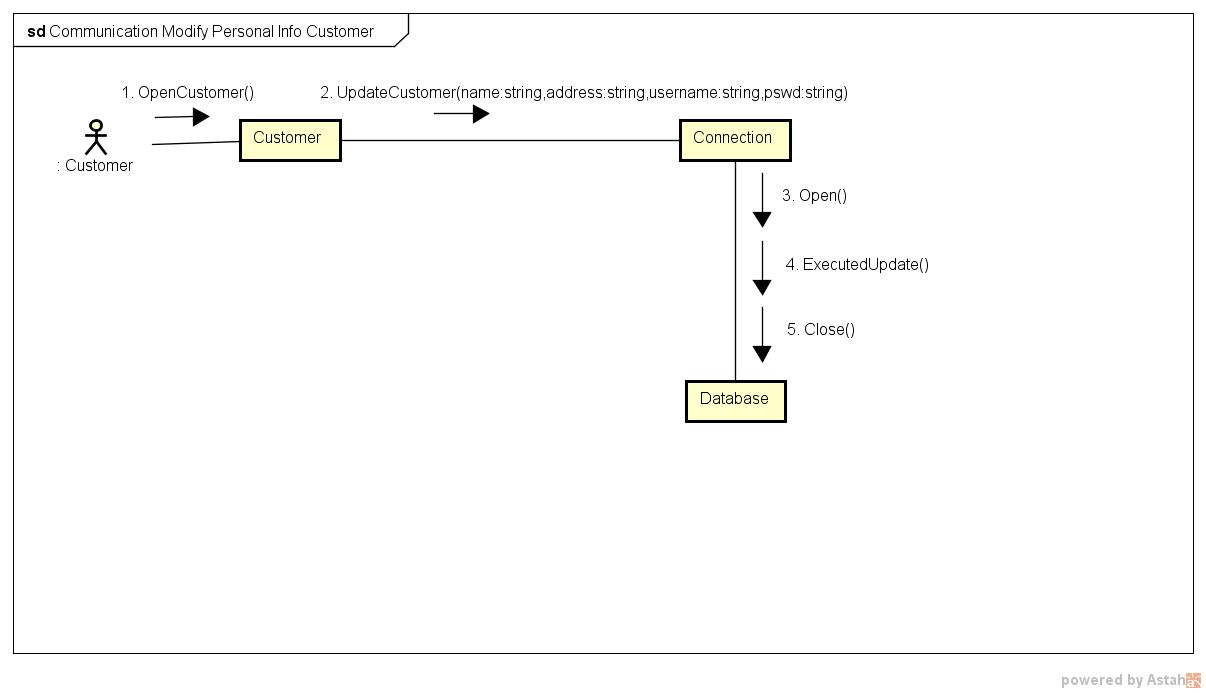 sd Communication Modify Personal Info Customer
1. OpenCustomer()
2. UpdateCustomer(name:string,address:string,username:string,pswd:string)
: Customer
Customer
Connection
3. Open()
4. ExecutedUpdate()
5. Close()
Database
powered by Astah